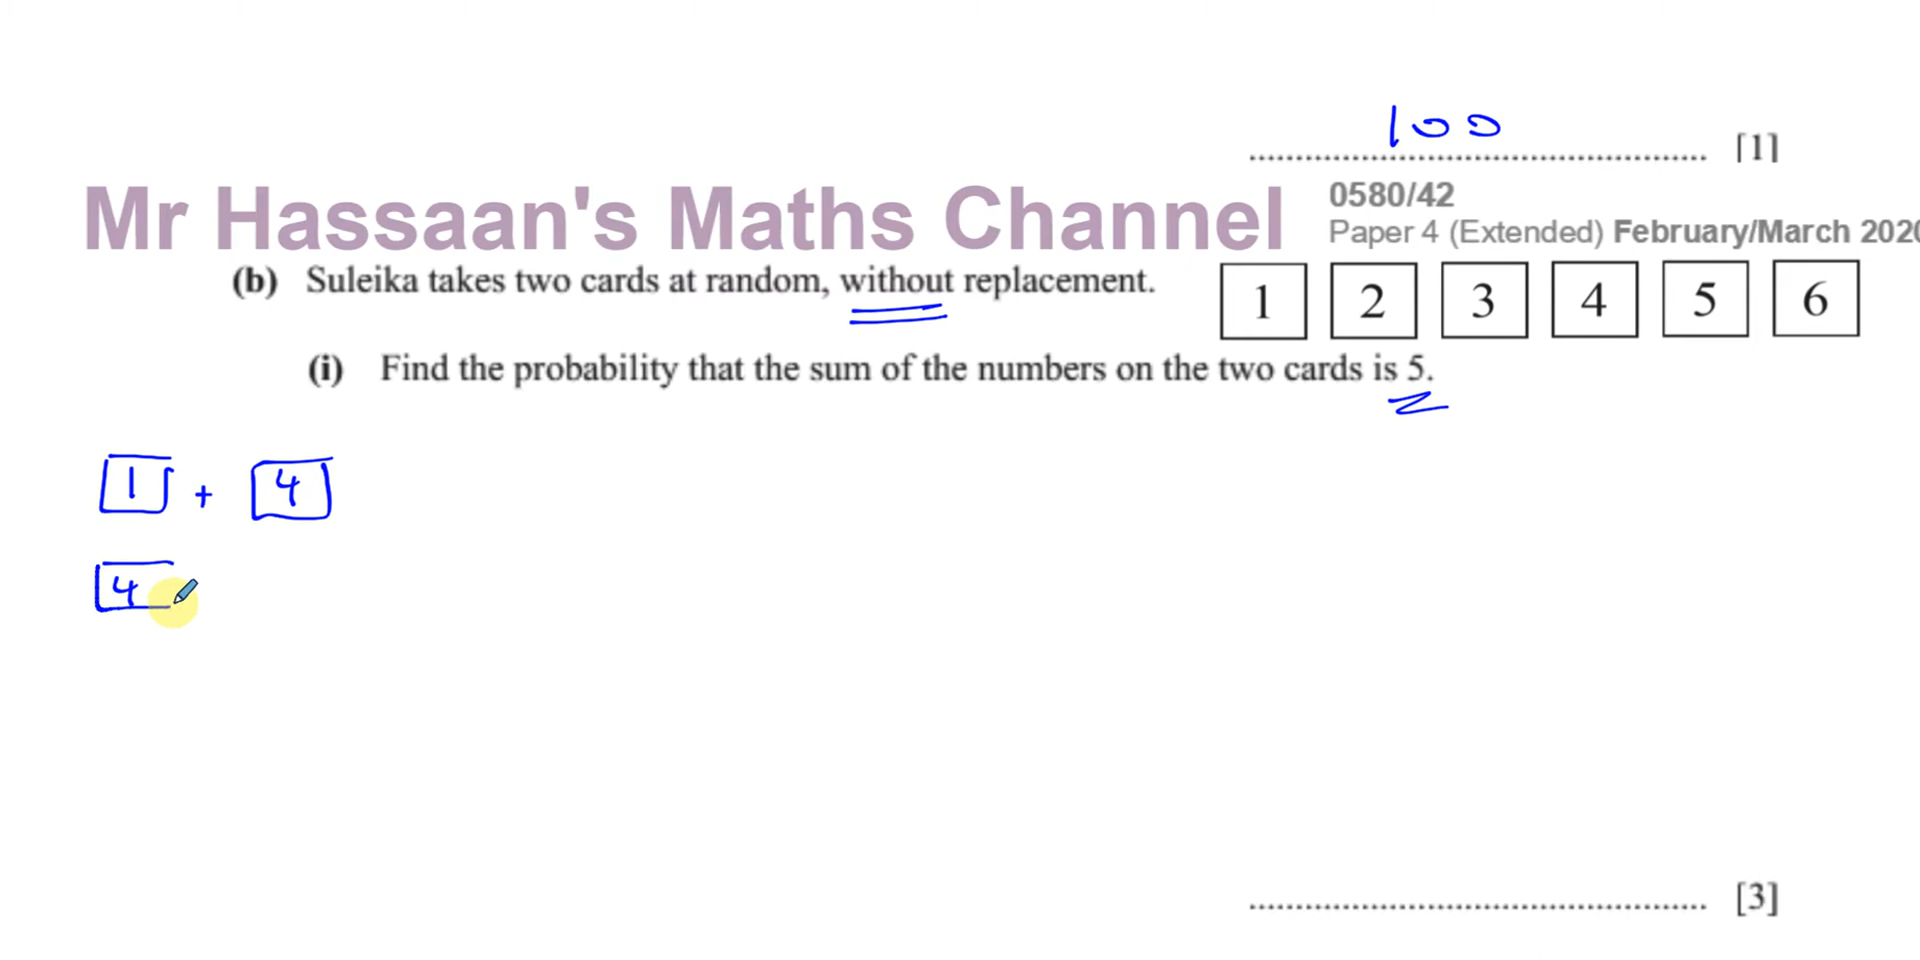 100
[1]
Mr Hassaan's Maths Channel
0580/42
Paper 4 (Extended) February/March 2020
(b) Suleika takes two cards at random, without replacement.
1 2 3 4 5 6
(i) Find the probability that the sum of the numbers on the two cards is 5.
1 + 4
4
[3]